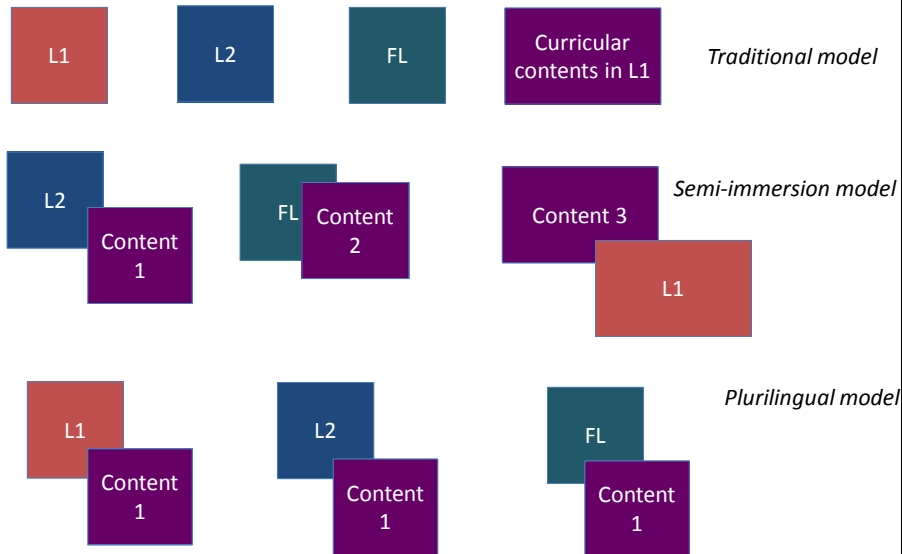 L1
L2
FL
Curricular
contents in L1
Traditional model
L2
Content
1
FL
Content
2
Content 3
L1
Semi-immersion model
L1
Content
1
L2
Content
1
FL
Content
1
Plurilingual model